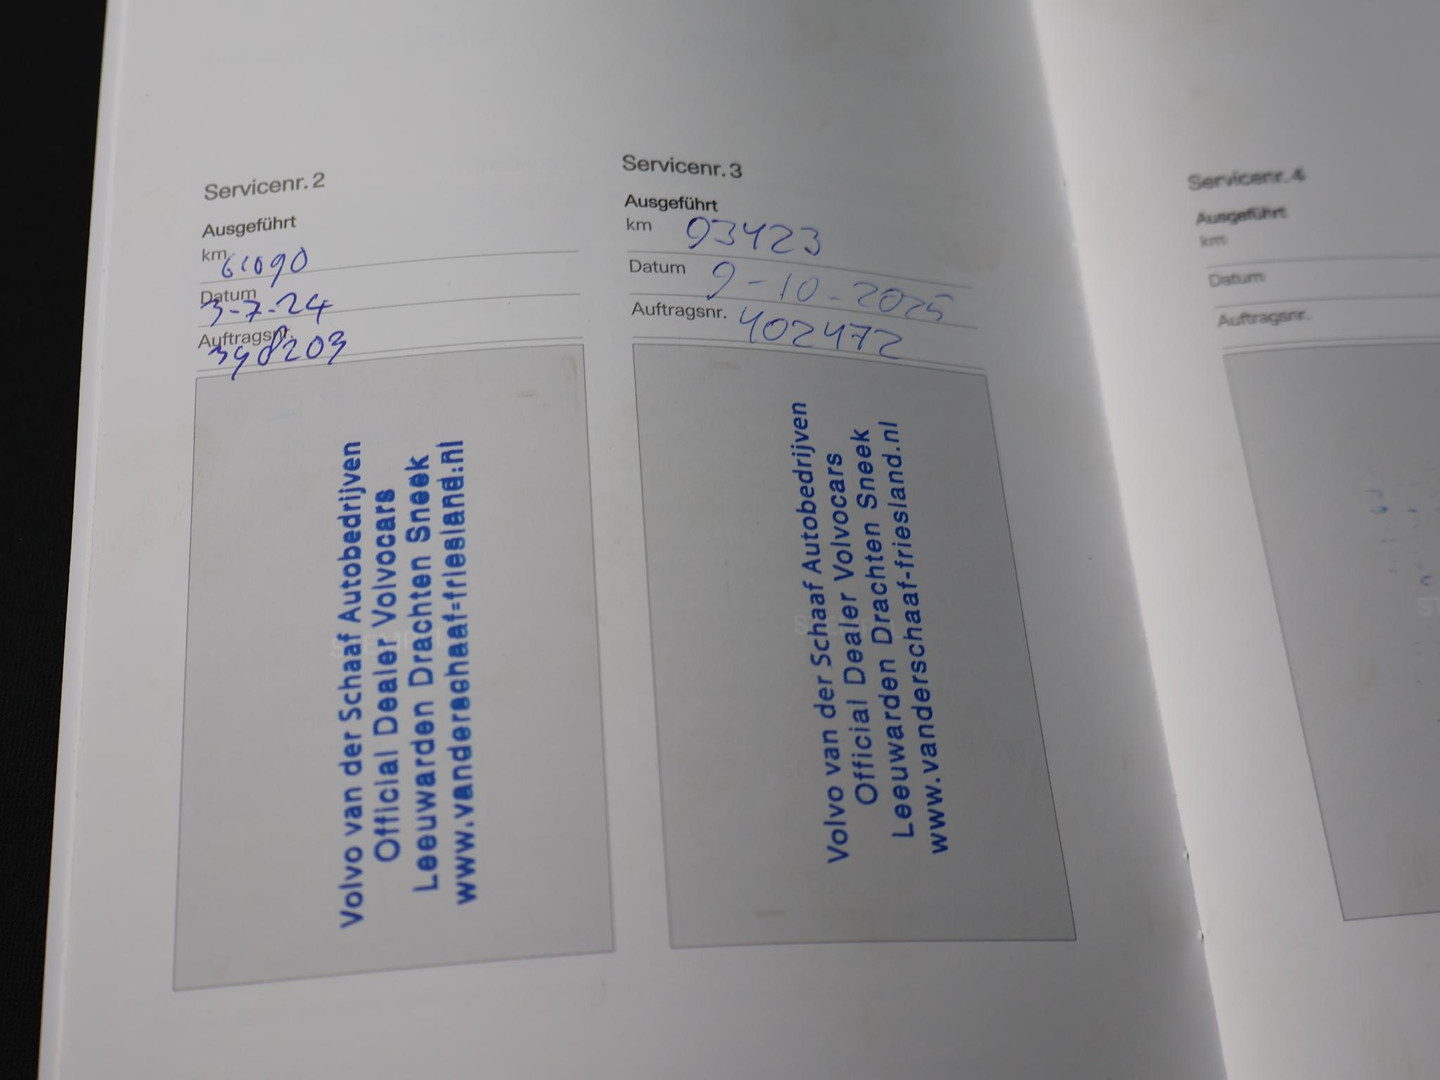 Servicenr. 2
Ausgeführt
km 61090
Datum 3-7-24
Auftragsnr. 398209
Volvo van der Schaaf Autobedrijven
Official Dealer Volvocars
Leeuwarden Drachten Sneek
www.vanderschaaf-friesland.nl
Servicenr. 3
Ausgeführt
km 93423
Datum 9-10-2025
Auftragsnr. 402472
Volvo van der Schaaf Autobedrijven
Official Dealer Volvocars
Leeuwarden Drachten Sneek
www.vanderschaaf-friesland.nl
Servicenr. 4
Ausgeführt
km
Datum
Auftragsnr.